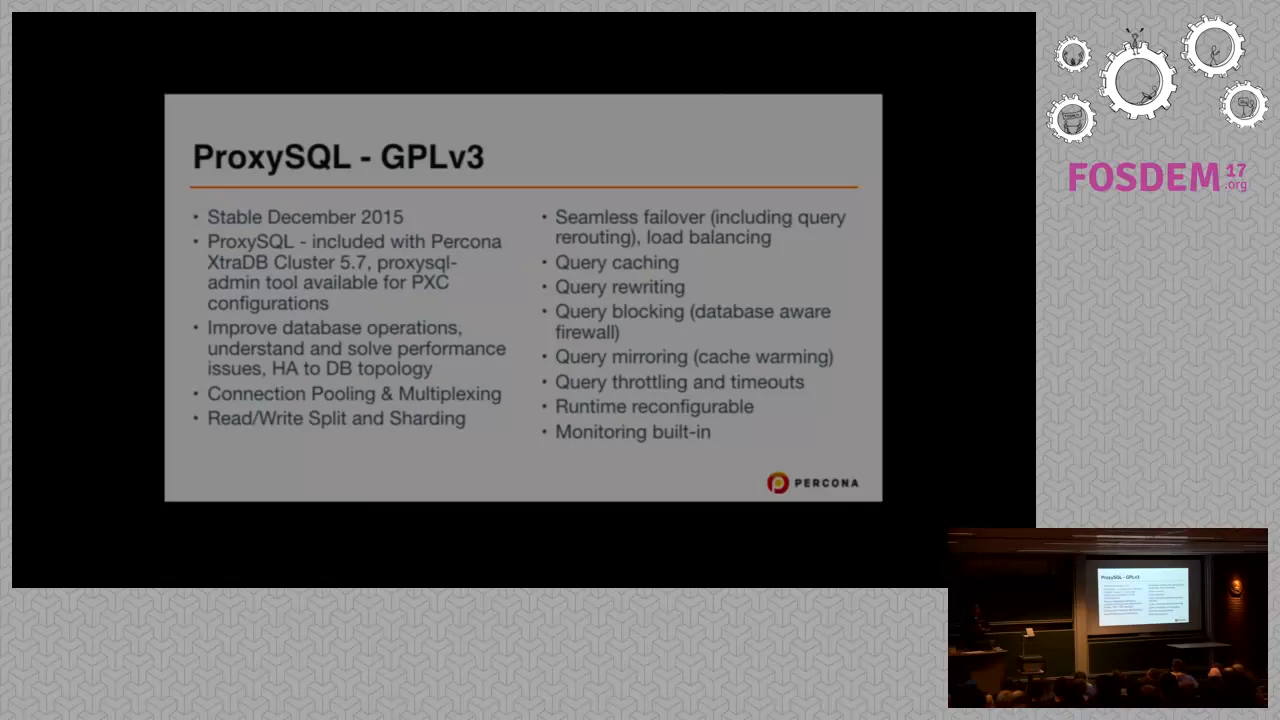 ProxySQL - GPLv3
• Stable December 2015
• ProxySQL - included with Percona
XtraDB Cluster 5.7, proxysql-
admin tool available for PXC
configurations
• Improve database operations,
understand and solve performance
issues, HA to DB topology
• Connection Pooling & Multiplexing
• Read/Write Split and Sharding
• Seamless failover (including query
rerouting), load balancing
• Query caching
• Query rewriting
• Query blocking (database aware
firewall)
• Query mirroring (cache warming)
• Query throttling and timeouts
• Runtime reconfigurable
• Monitoring built-in
PERCONA
FOSDEM 17
.org
ProxySQL - GPLv3